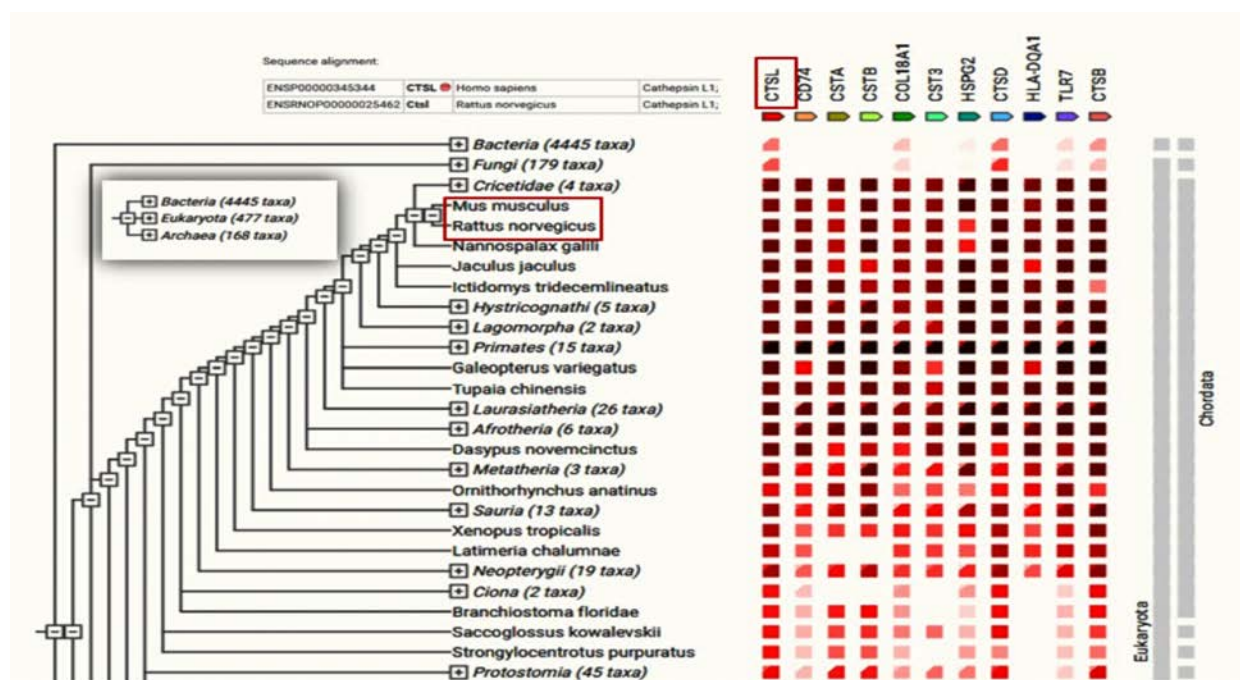 Sequence alignment:
ENSP00000345344 CTSL Homo sapiens Cathepsin L1;
ENSRNOP00000025462 Ctsl Rattus norvegicus Cathepsin L1;
CTSL
CD74
CSTA
CSTB
COL18A1
CST3
HSPG2
CTSD
HLA-DQA1
TLR7
CTSB
Bacteria (4445 taxa)
Fungi (179 taxa)
Cricetidae (4 taxa)
Mus musculus
Rattus norvegicus
Nannospalax galili
Jaculus jaculus
Ictidomys tridecemlineatus
Hystricognathi (5 taxa)
Lagomorpha (2 taxa)
Primates (15 taxa)
Galeopterus variegatus
Tupaia chinensis
Laurasiatheria (26 taxa)
Afrotheria (6 taxa)
Dasypus novemcinctus
Metatheria (3 taxa)
Ornithorhynchus anatinus
Sauria (13 taxa)
Xenopus tropicalis
Latimeria chalumnae
Neopterygii (19 taxa)
Ciona (2 taxa)
Branchiostoma floridae
Saccoglossus kowalevskii
Strongylocentrotus purpuratus
Protostomia (45 taxa)
Bacteria (4445 taxa)
Eukaryota (477 taxa)
Archaea (168 taxa)
Chordata
Eukaryota